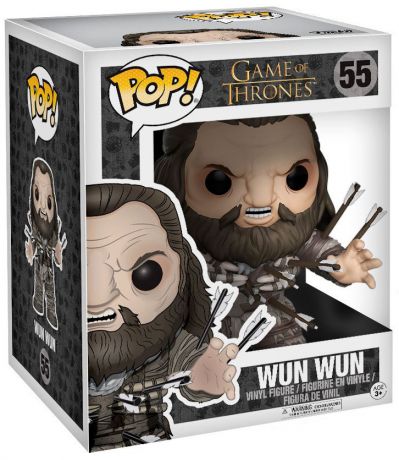 POP!
POP!
GAME OF
THRONES
55
WUN WUN
55
WUN WUN
VINYL FIGURE / FIGURINE EN VINYLE /
FIGURA DE VINIL
WARNING:
AGE
3+